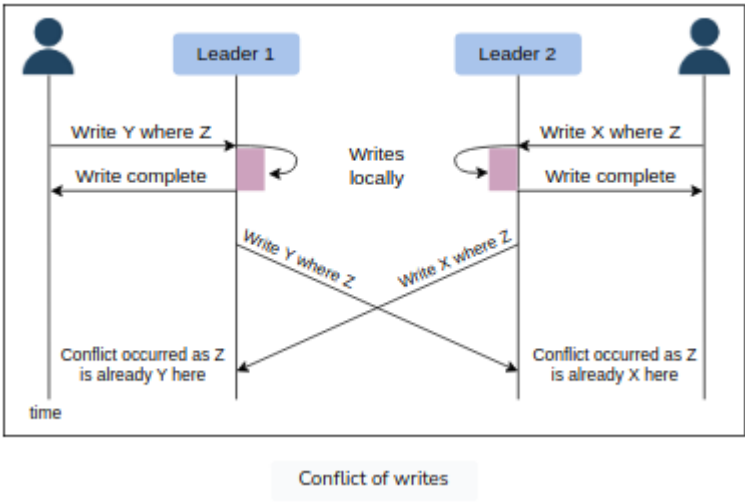 Leader 1
Leader 2
Write Y where Z
Write X where Z
Writes
locally
Write complete
Write complete
Write Y where Z
Write X where Z
Conflict occurred as Z
is already Y here
Conflict occurred as Z
is already X here
time
Conflict of writes